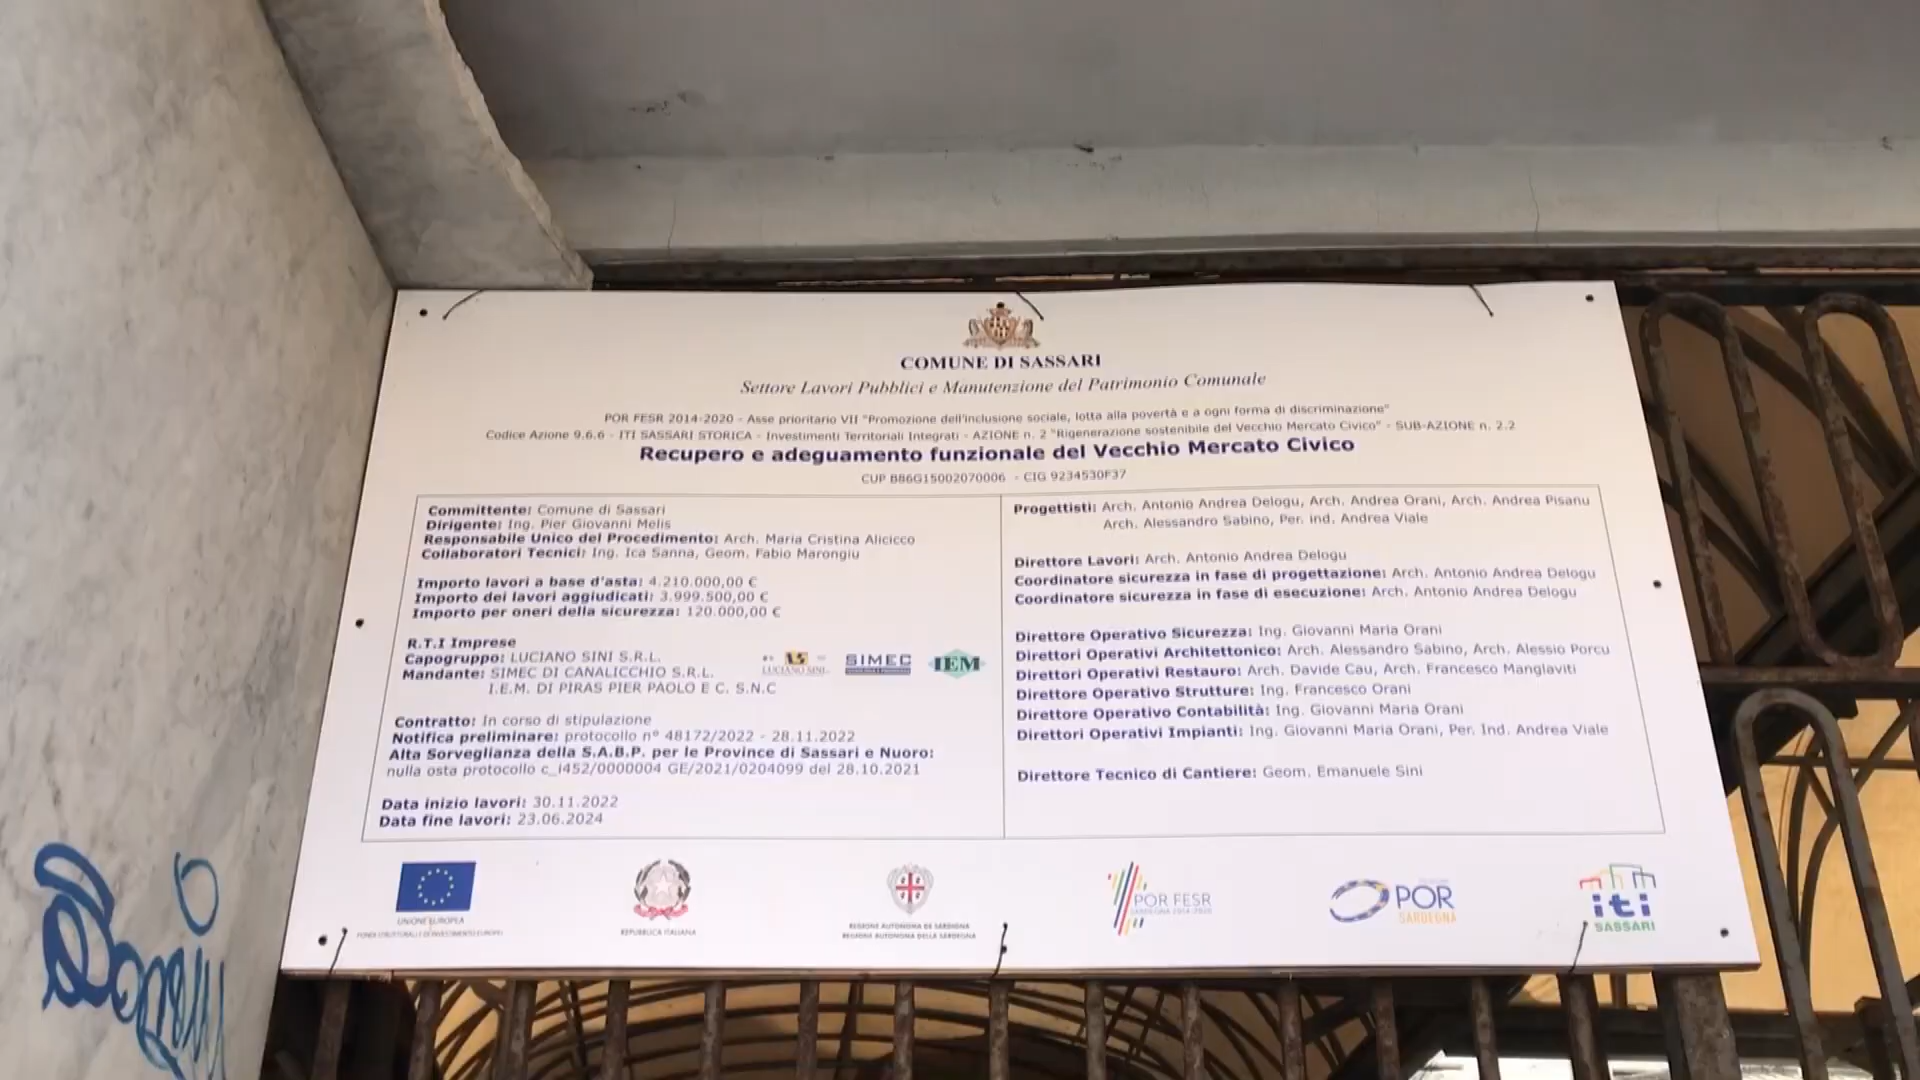 COMUNE DI SASSARI
Settore Lavori Pubblici e Manutenzione del Patrimonio Comunale
POR FESR 2014-2020 - Asse prioritario VII "Promozione dell'inclusione sociale, lotta alla povertà e a ogni forma di discriminazione"
Codice Azione 9.6.6 - ITI SASSARI STORICA - Investimenti Territoriali Integrati - AZIONE n. 2 "Rigenerazione sostenibile del Vecchio Mercato Civico" - SUB-AZIONE n. 2.2
Recupero e adeguamento funzionale del Vecchio Mercato Civico
CUP B86G15002070006 - CIG 9234530F37
Committente: Comune di Sassari
Dirigente: Ing. Pier Giovanni Melis
Responsabile Unico del Procedimento: Arch. Maria Cristina Alicicco
Collaboratori Tecnici: Ing. Ica Sanna, Geom. Fabio Marongiu
Importo lavori a base d'asta: 4.210.000,00 €
Importo dei lavori aggiudicati: 3.999.500,00 €
Importo per oneri della sicurezza: 120.000,00 €
R.T.I Imprese
Capogruppo: LUCIANO SINI S.R.L.
Mandante: SIMEC DI CANALICCHIO S.R.L.
I.E.M. DI PIRAS PIER PAOLO E C. S.N.C
LUCIANO SINI
SIMEC
IEM
Contratto: In corso di stipulazione
Notifica preliminare: protocollo n° 48172/2022 - 28.11.2022
Alta Sorveglianza della S.A.B.P. per le Province di Sassari e Nuoro:
nulla osta protocollo c_i452/0000004 GE/2021/0204099 del 28.10.2021
Data inizio lavori: 30.11.2022
Data fine lavori: 23.06.2024
Progettisti: Arch. Antonio Andrea Delogu, Arch. Andrea Orani, Arch. Andrea Pisanu
Arch. Alessandro Sabino, Per. ind. Andrea Viale
Direttore Lavori: Arch. Antonio Andrea Delogu
Coordinatore sicurezza in fase di progettazione: Arch. Antonio Andrea Delogu
Coordinatore sicurezza in fase di esecuzione: Arch. Antonio Andrea Delogu
Direttore Operativo Sicurezza: Ing. Giovanni Maria Orani
Direttori Operativi Architettonico: Arch. Alessandro Sabino, Arch. Alessio Porcu
Direttori Operativi Restauro: Arch. Davide Cau, Arch. Francesco Manglaviti
Direttore Operativo Strutture: Ing. Francesco Orani
Direttore Operativo Contabilità: Ing. Giovanni Maria Orani
Direttori Operativi Impianti: Ing. Giovanni Maria Orani, Per. Ind. Andrea Viale
Direttore Tecnico di Cantiere: Geom. Emanuele Sini
UNIONE EUROPEA
FONDI STRUTTURALI E DI INVESTIMENTO EUROPEI
REPUBBLICA ITALIANA
REGIONE AUTÒNOMA DE SARDIGNA
REGIONE AUTONOMA DELLA SARDEGNA
POR FESR
SARDEGNA 2014-2020
POR
SARDEGNA
iti
SASSARI